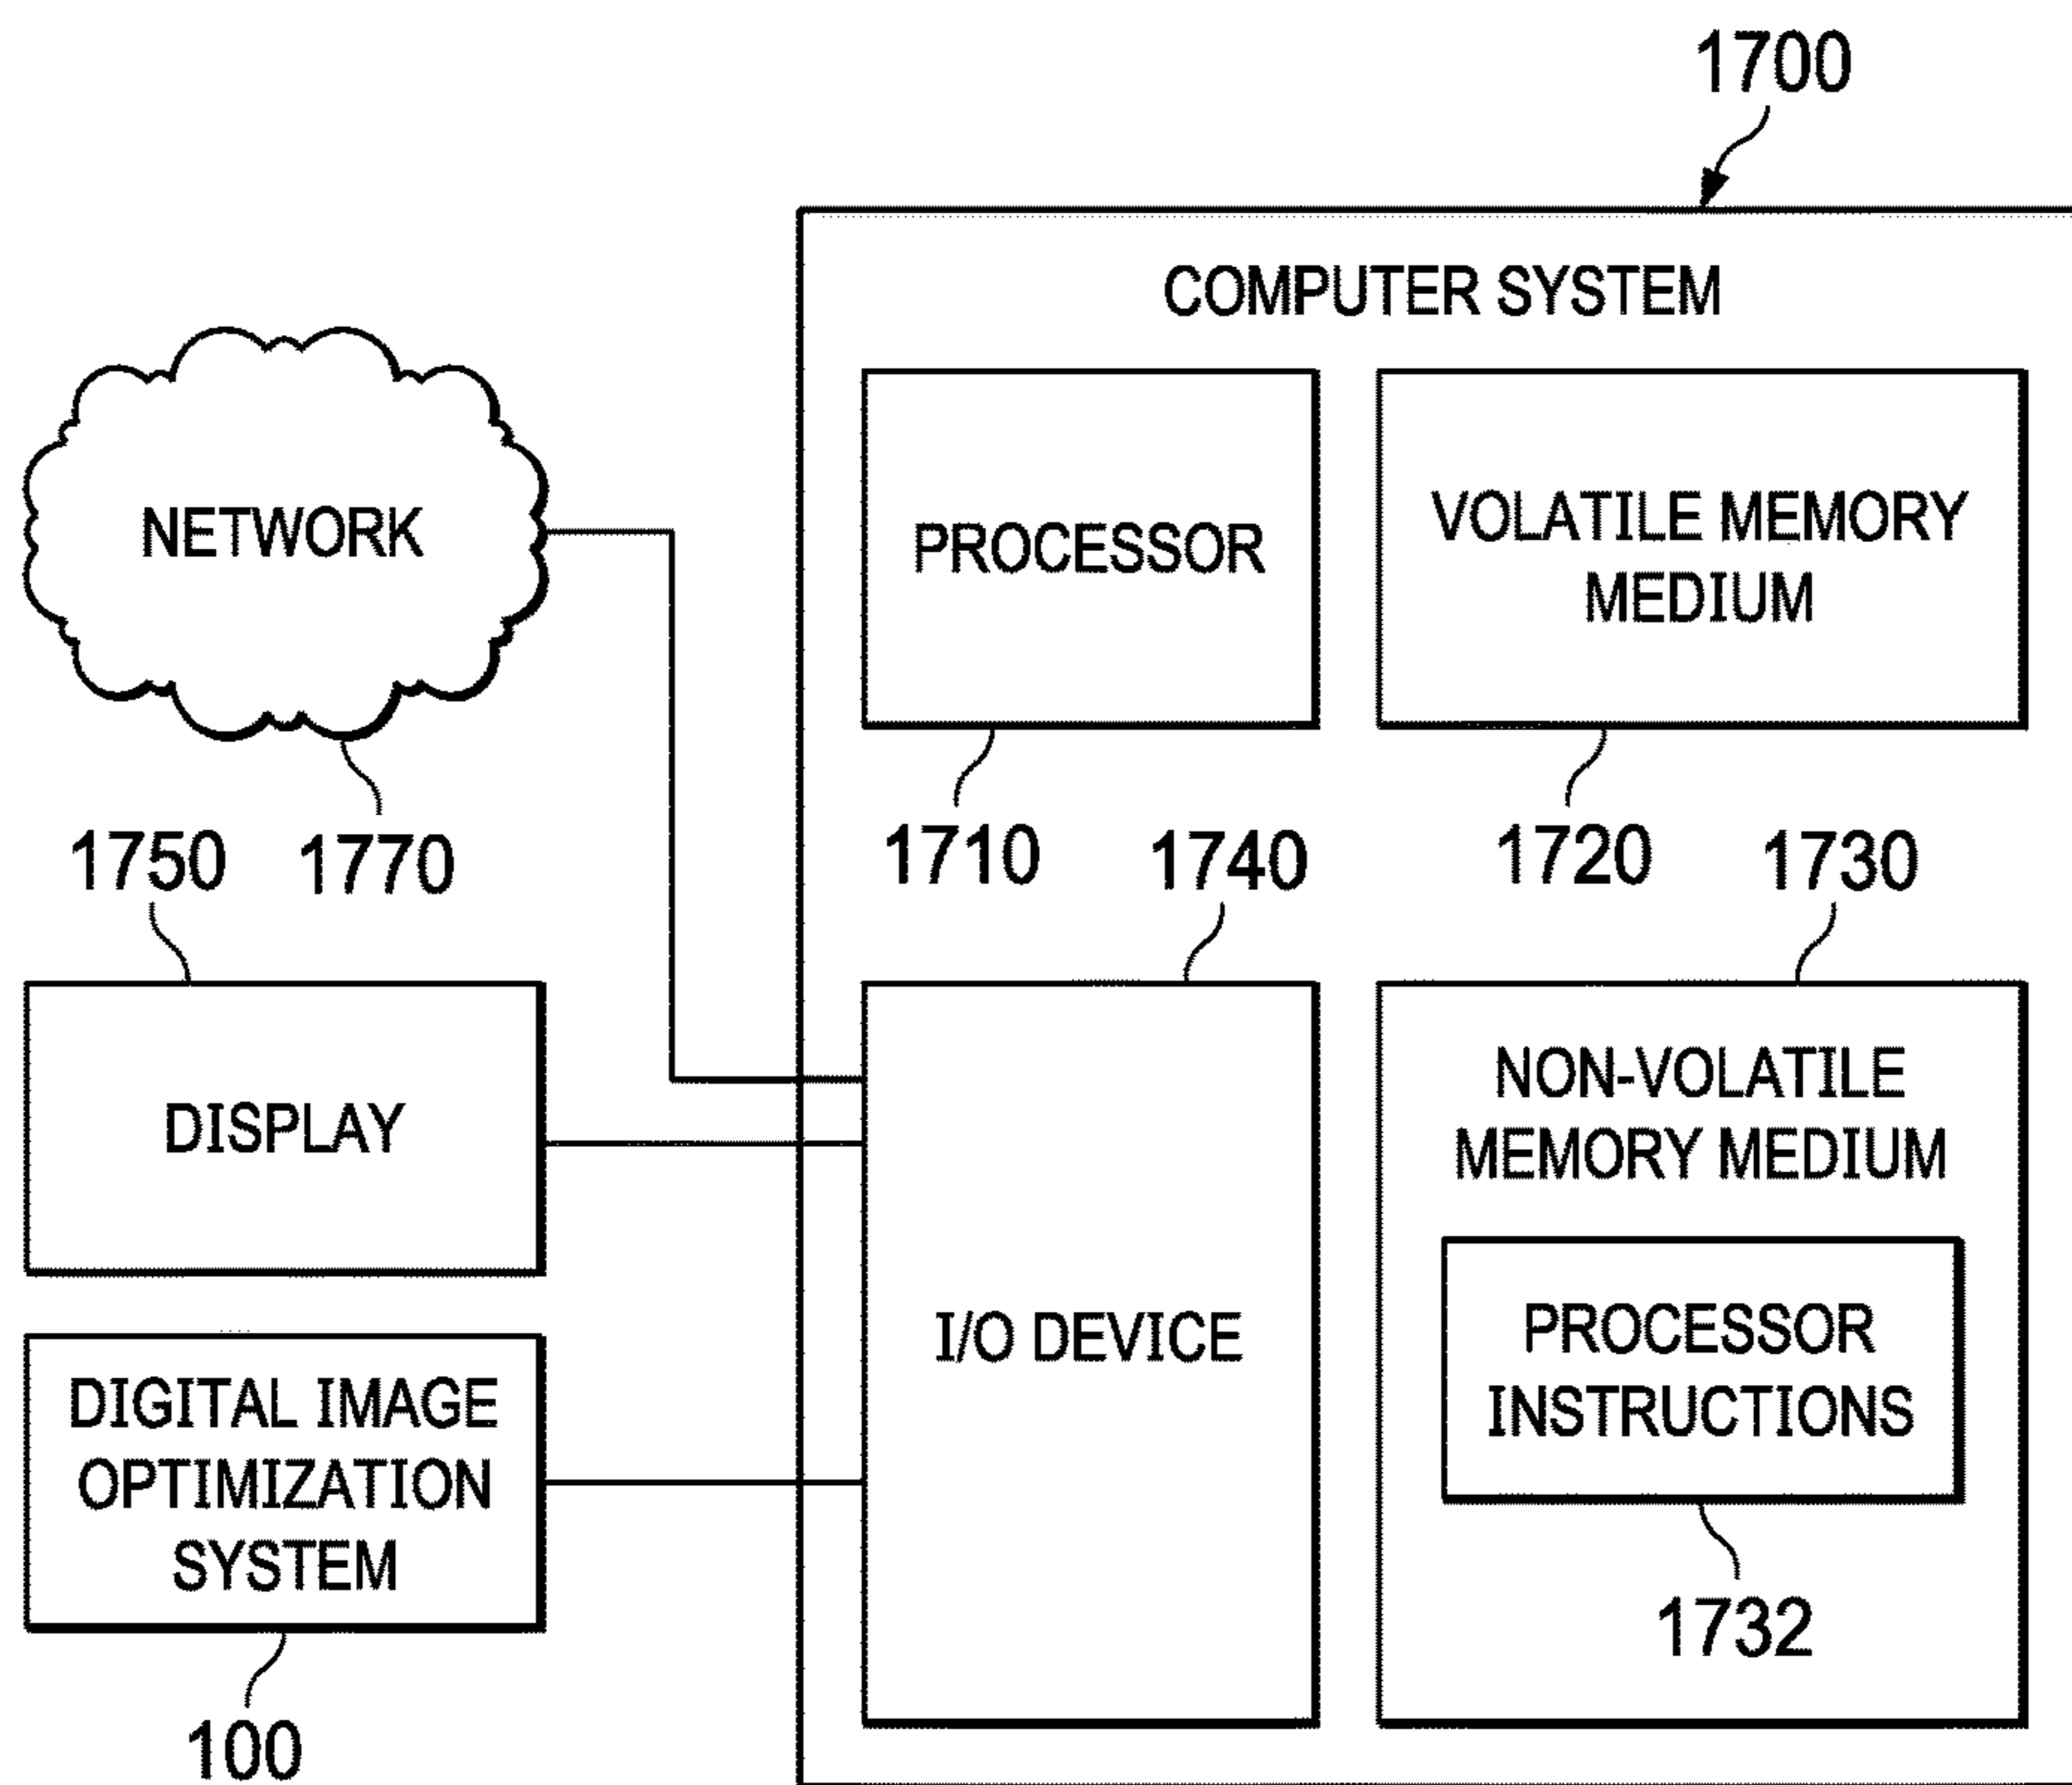 1700
COMPUTER SYSTEM
NETWORK
PROCESSOR
VOLATILE MEMORY
MEDIUM
1750
1770
1710
1740
1720
1730
DISPLAY
I/O DEVICE
NON-VOLATILE
MEMORY MEDIUM
PROCESSOR
INSTRUCTIONS
1732
DIGITAL IMAGE
OPTIMIZATION
SYSTEM
100